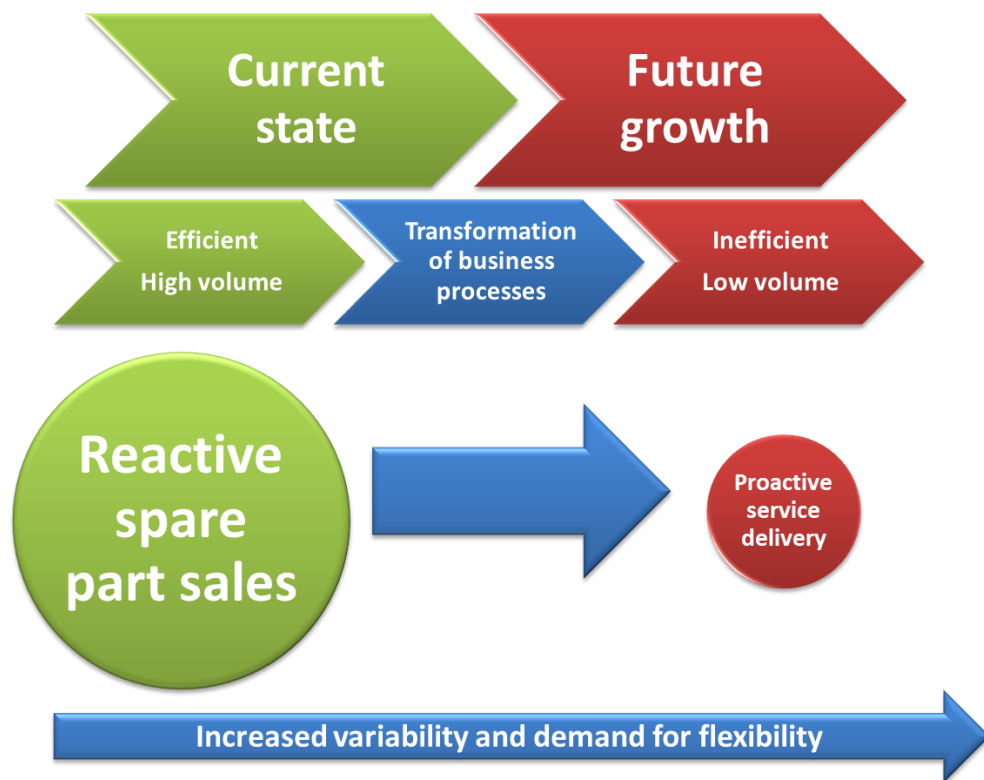 Current
state
Future
growth
Efficient
High volume
Transformation
of business
processes
Inefficient
Low volume
Reactive
spare
part sales
Proactive
service
delivery
Increased variability and demand for flexibility